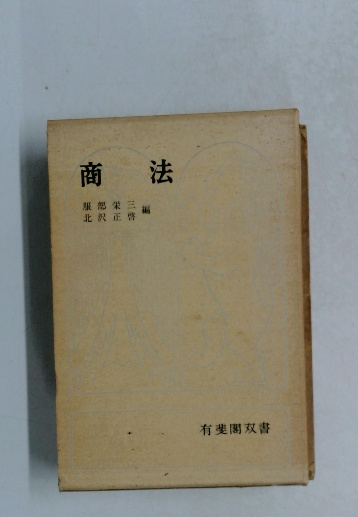 商法
服部栄三
北沢正啓
編
有斐閣双書